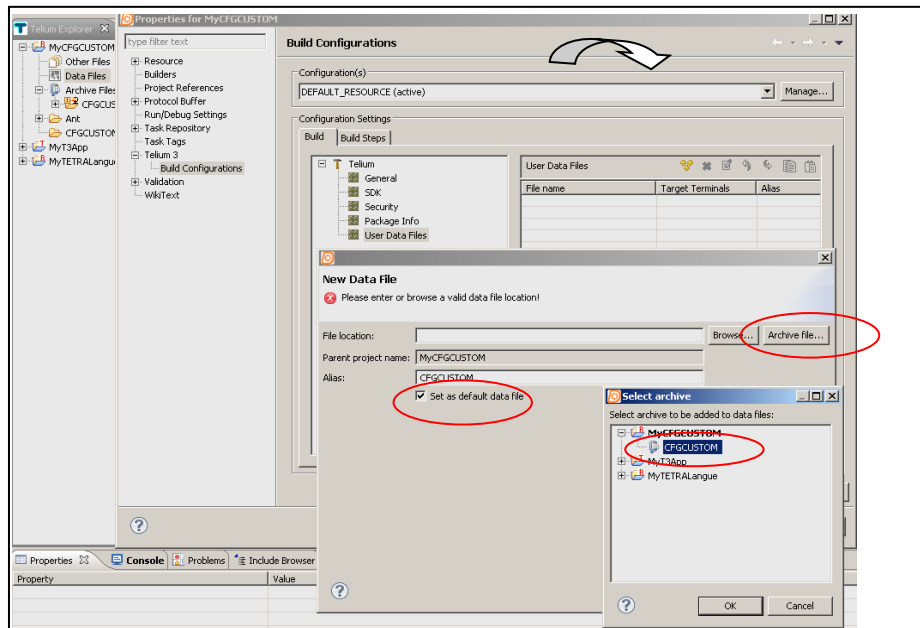 Telium Explorer
MyCFGCUSTOM
Other Files
Data Files
Archive Files
CFGCUS
Ant
CFGCUSTOM
MyT3App
MyTETRALangu
Properties for MyCFGCUSTOM
type filter text
Resource
Builders
Project References
Protocol Buffer
Run/Debug Settings
Task Repository
Task Tags
Telium 3
Build Configurations
Validation
WikiText
Build Configurations
Configuration(s)
DEFAULT_RESOURCE (active)
Manage...
Configuration Settings
Build
Build Steps
Telium
General
SDK
Security
Package Info
User Data Files
User Data Files
File name
Target Terminals
Alias
New Data File
Please enter or browse a valid data file location!
File location:
Browse...
Archive file...
Parent project name:
MyCFGCUSTOM
Alias:
CFGCUSTOM
Set as default data file
Select archive
Select archive to be added to data files:
MyCFGCUSTOM
CFGCUSTOM
MyT3App
MyTETRALangue
OK
Cancel
Properties
Console
Problems
Include Browser
Property
Value